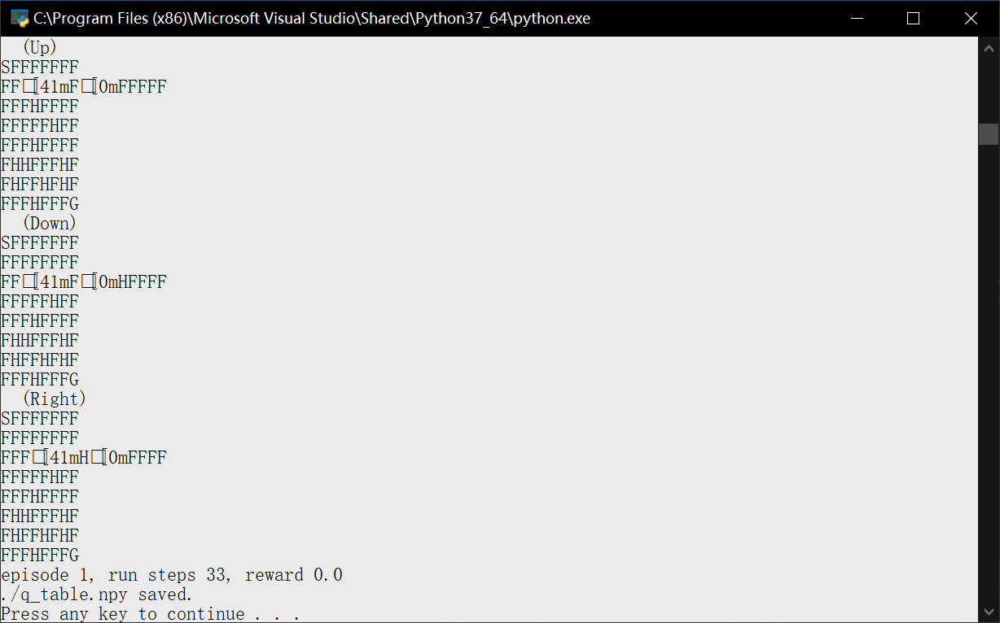 C:\Program Files (x86)\Microsoft Visual Studio\Shared\Python37_64\python.exe
(Up)
SFFFFFFF
FF□[41mF□[0mFFFFF
FFFHFFFF
FFFFFHFF
FFFHFFFF
FHHFFFHF
FHFFHFHF
FFFHFFFG
(Down)
SFFFFFFF
FFFFFFFF
FF□[41mF□[0mHFFFF
FFFFFHFF
FFFHFFFF
FHHFFFHF
FHFFHFHF
FFFHFFFG
(Right)
SFFFFFFF
FFFFFFFF
FFF□[41mH□[0mFFFF
FFFFFHFF
FFFHFFFF
FHHFFFHF
FHFFHFHF
FFFHFFFG
episode 1, run steps 33, reward 0.0
./q_table.npy saved.
Press any key to continue . . .